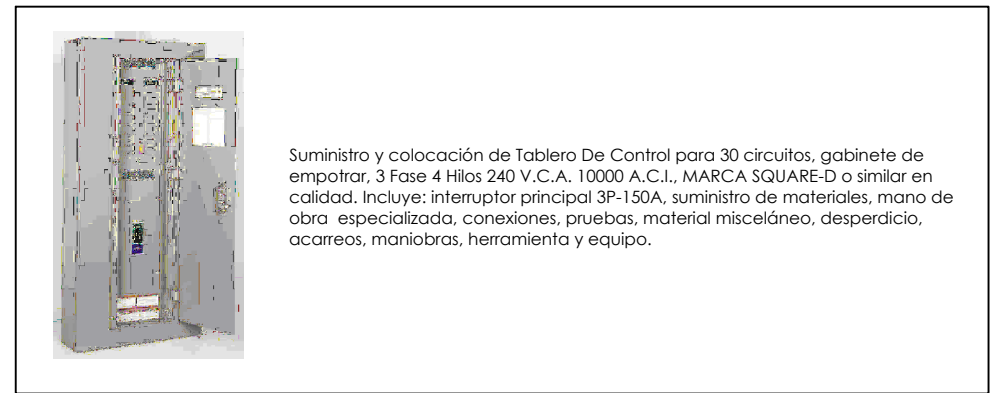 Suministro y colocación de Tablero De Control para 30 circuitos, gabinete de
empotrar, 3 Fase 4 Hilos 240 V.C.A. 10000 A.C.I., MARCA SQUARE-D o similar en
calidad. Incluye: interruptor principal 3P-150A, suministro de materiales, mano de
obra especializada, conexiones, pruebas, material misceláneo, desperdicio,
acarreos, maniobras, herramienta y equipo.